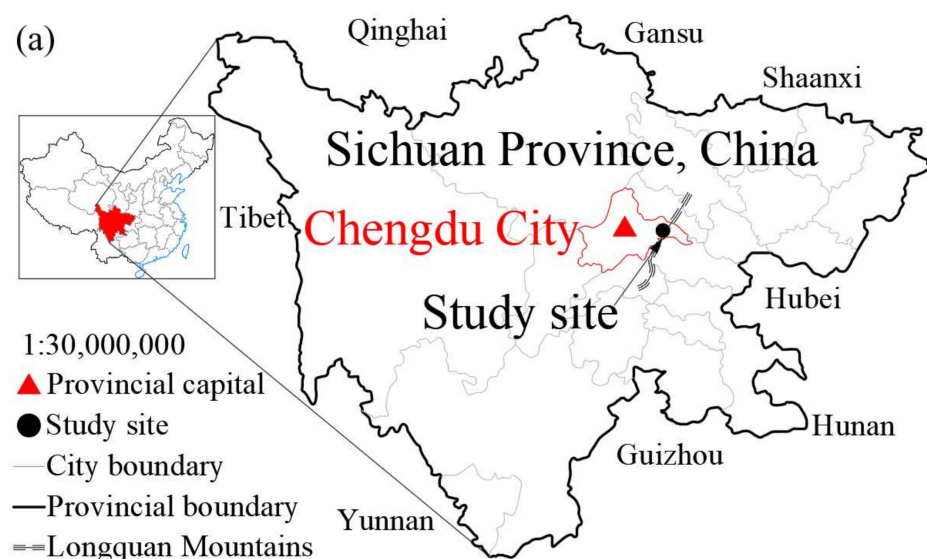 (a)
Qinghai
Gansu
Shaanxi
Sichuan Province, China
Tibet
Chengdu City
Study site
Hubei
1:30,000,000
Provincial capital
Study site
Hunan
City boundary
Guizhou
Provincial boundary
Yunnan
Longquan Mountains